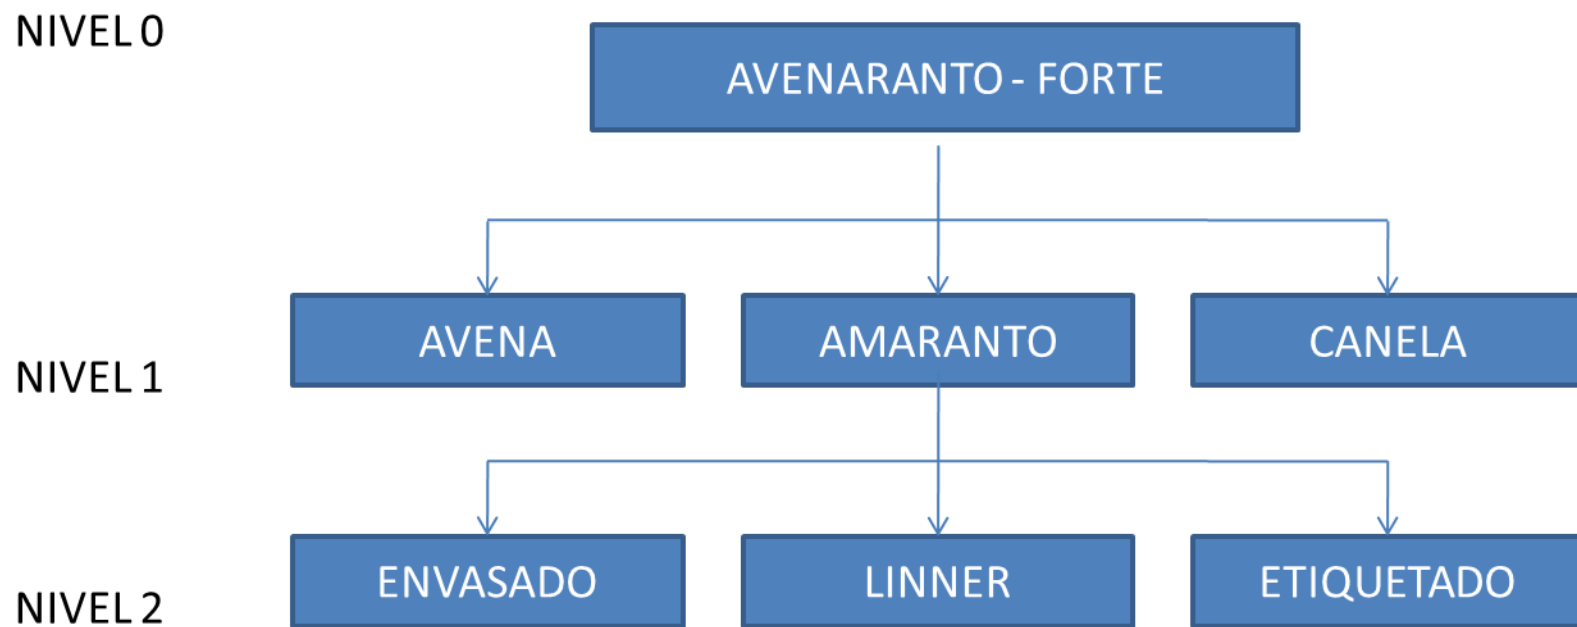 NIVEL 0
AVENARANTO - FORTE
AVENA
AMARANTO
CANELA
NIVEL 1
ENVASADO
LINNER
ETIQUETADO
NIVEL 2